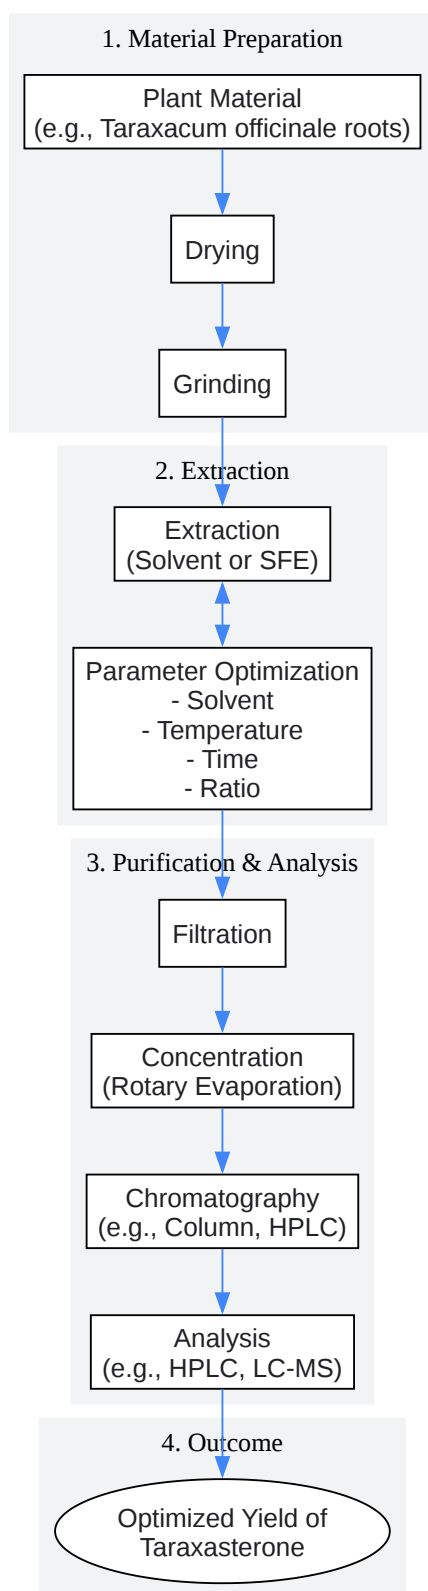 1. Material Preparation
Plant Material
(e.g., Taraxacum officinale roots)
Drying
Grinding
2. Extraction
Extraction
(Solvent or SFE)
Parameter Optimization
- Solvent
- Temperature
- Time
- Ratio
3. Purification & Analysis
Filtration
Concentration
(Rotary Evaporation)
Chromatography
(e.g., Column, HPLC)
Analysis
(e.g., HPLC, LC-MS)
4. Outcome
Optimized Yield of
Taraxasterone